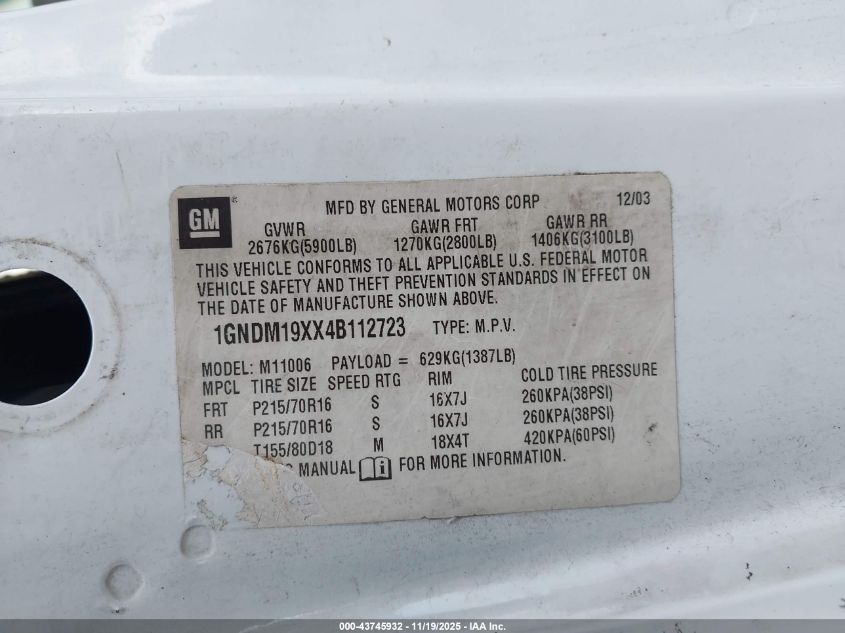 GM ®
MFD BY GENERAL MOTORS CORP 12/03
GVWR GAWR FRT GAWR RR
2676KG(5900LB) 1270KG(2800LB) 1406KG(3100LB)
THIS VEHICLE CONFORMS TO ALL APPLICABLE U.S. FEDERAL MOTOR
VEHICLE SAFETY AND THEFT PREVENTION STANDARDS IN EFFECT ON
THE DATE OF MANUFACTURE SHOWN ABOVE.
1GNDM19XX4B112723 TYPE: M.P.V.
MODEL: M11006 PAYLOAD = 629KG(1387LB)
MPCL TIRE SIZE SPEED RTG RIM COLD TIRE PRESSURE
FRT P215/70R16 S 16X7J 260KPA(38PSI)
RR P215/70R16 S 16X7J 260KPA(38PSI)
T155/80D18 M 18X4T 420KPA(60PSI)
MANUAL FOR MORE INFORMATION.
000-43745932 - 11/19/2025 - IAA Inc.